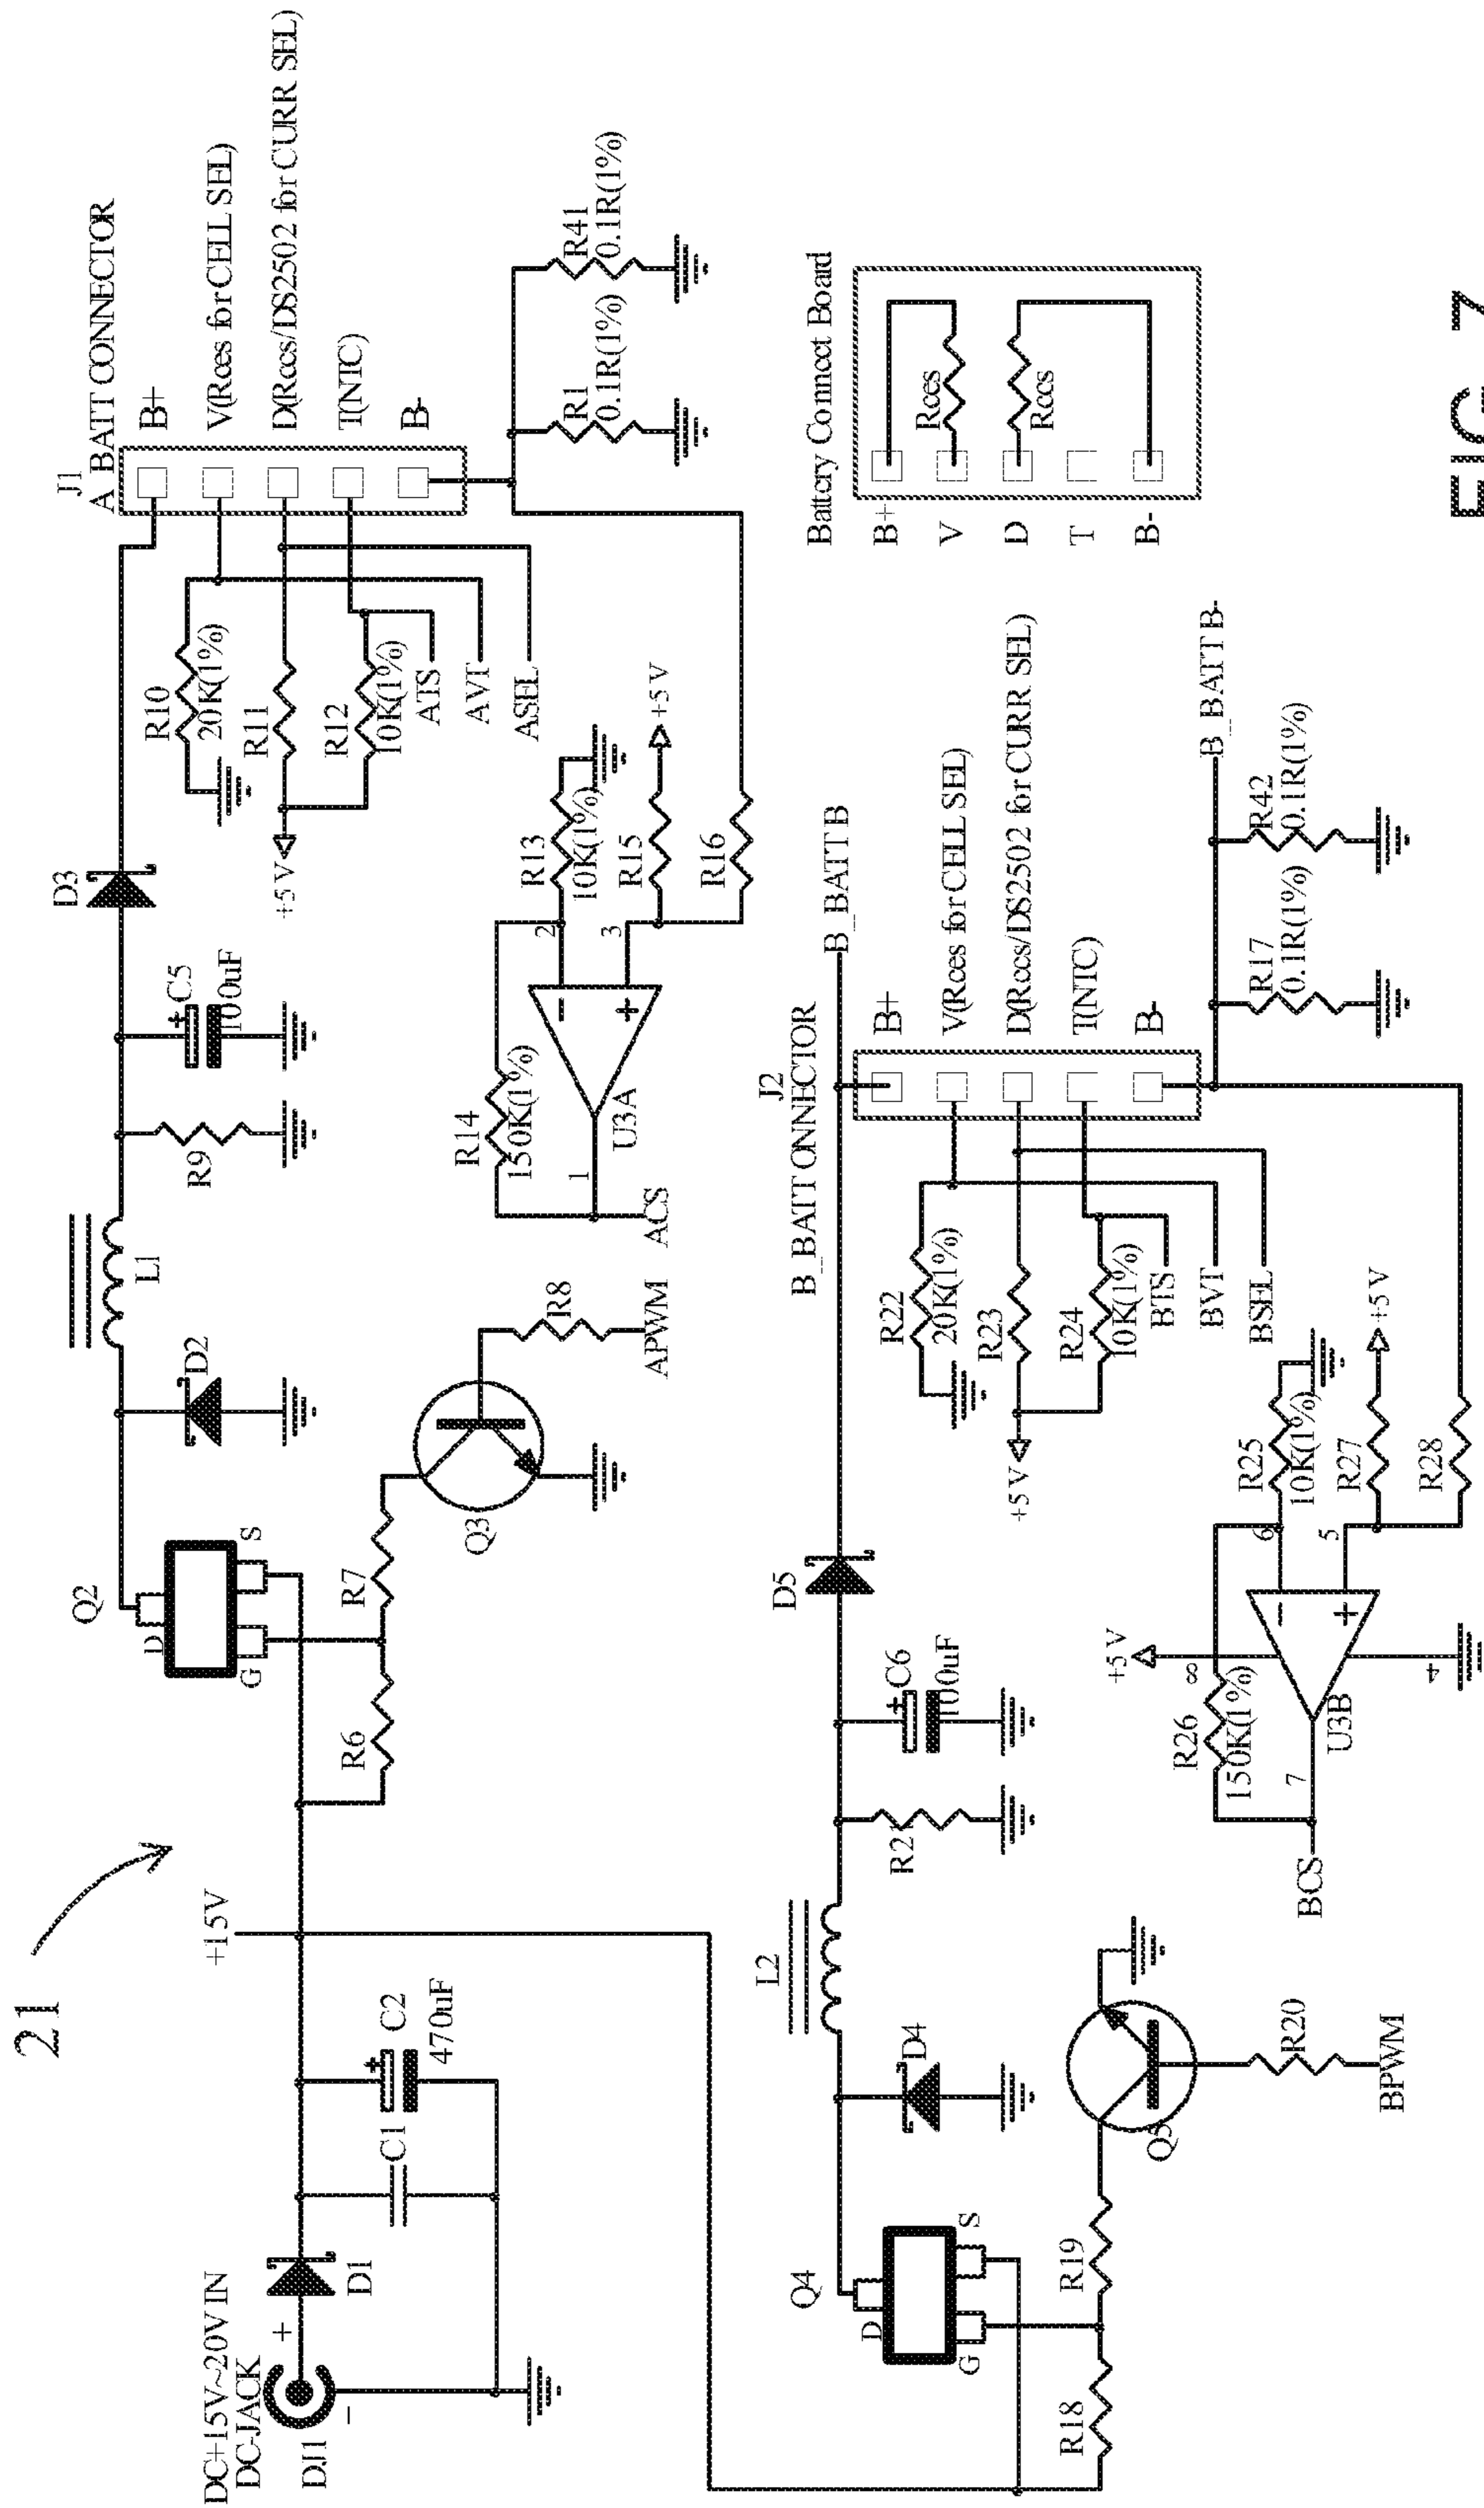 21
DC+15V~20V IN
DC-JACK
DJ1
+
-
D1
C1
C2
470uF
+15V
R6
R7
Q2
D
G
S
Q3
R8
APWM
D2
L1
R9
C5
100uF
D3
J1
A BATT CONNECTOR
B+
V(Rces for CELL SEL)
D(Rccs/DS2502 for CURR SEL)
T(NTC)
B-
R10
20K(1%)
R11
R12
10K(1%)
+5V
ATS
AVT
ASEL
R13
10K(1%)
R14
150K(1%)
R15
+5V
R16
2
3
1
U3A
ACS
R1
0.1R(1%)
R41
0.1R(1%)
Q4
D
G
S
R18
R19
Q5
R20
BPWM
D4
L2
R21
C6
100uF
D5
B_BATT B
J2
B_BATT ONNECTOR
B+
V(Rces for CELL SEL)
D(Rccs/DS2502 for CURR SEL)
T(NTC)
B-
R22
20K(1%)
R23
R24
10K(1%)
+5V
BTS
BVT
BSEL
R25
10K(1%)
R26
150K(1%)
R27
+5V
R28
+5V
8
6
5
4
7
U3B
BCS
R17
0.1R(1%)
R42
0.1R(1%)
B_BATT B-
Battery Connect Board
B+
V
D
T
B-
Rces
Rccs
FIG. 7